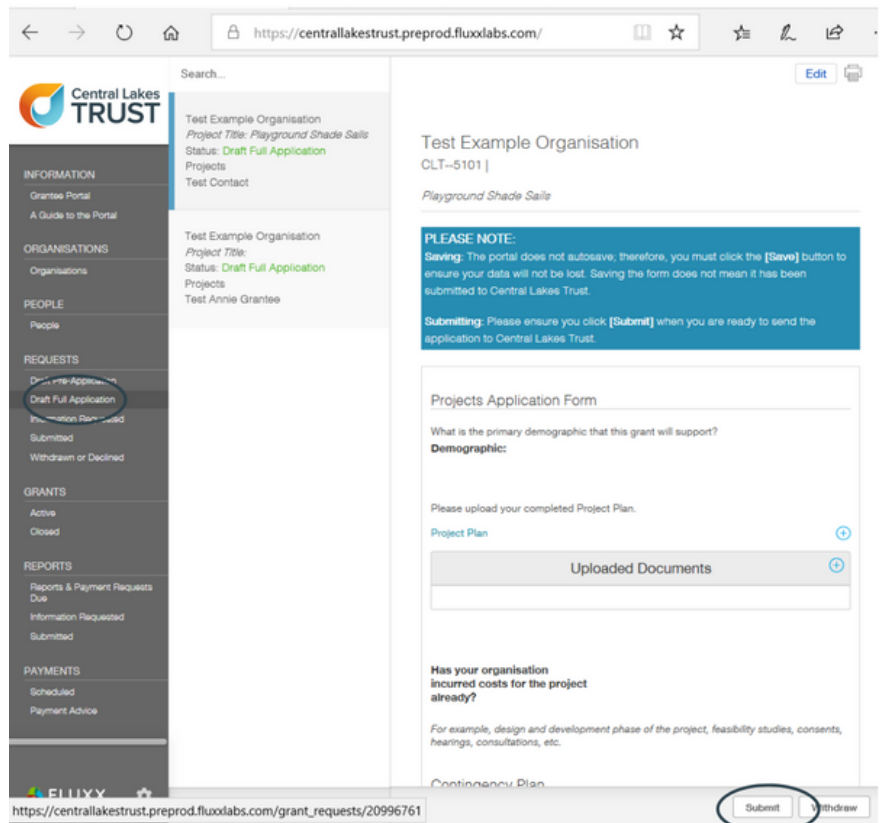 https://centrallakestrust.preprod.fluxxlabs.com/
Central Lakes
TRUST
INFORMATION
Grantee Portal
A Guide to the Portal
ORGANISATIONS
Organisations
PEOPLE
People
REQUESTS
Draft Pre-Application
Draft Full Application
Information Requested
Submitted
Withdrawn or Declined
GRANTS
Active
Closed
REPORTS
Reports & Payment Requests
Due
Information Requested
Submitted
PAYMENTS
Scheduled
Payment Advice
FLUXX
Search...
Test Example Organisation
Project Title: Playground Shade Sails
Status: Draft Full Application
Projects
Test Contact
Test Example Organisation
Project Title:
Status: Draft Full Application
Projects
Test Annie Grantee
Edit
Test Example Organisation
CLT--5101 |
Playground Shade Sails
PLEASE NOTE:
Saving: The portal does not autosave; therefore, you must click the [Save] button to
ensure your data will not be lost. Saving the form does not mean it has been
submitted to Central Lakes Trust.
Submitting: Please ensure you click [Submit] when you are ready to send the
application to Central Lakes Trust.
Projects Application Form
What is the primary demographic that this grant will support?
Demographic:
Please upload your completed Project Plan.
Project Plan
Uploaded Documents
Has your organisation
incurred costs for the project
already?
For example, design and development phase of the project, feasibility studies, consents,
hearings, consultations, etc.
Contingency Plan
https://centrallakestrust.preprod.fluxxlabs.com/grant_requests/20996761
Submit
Withdraw